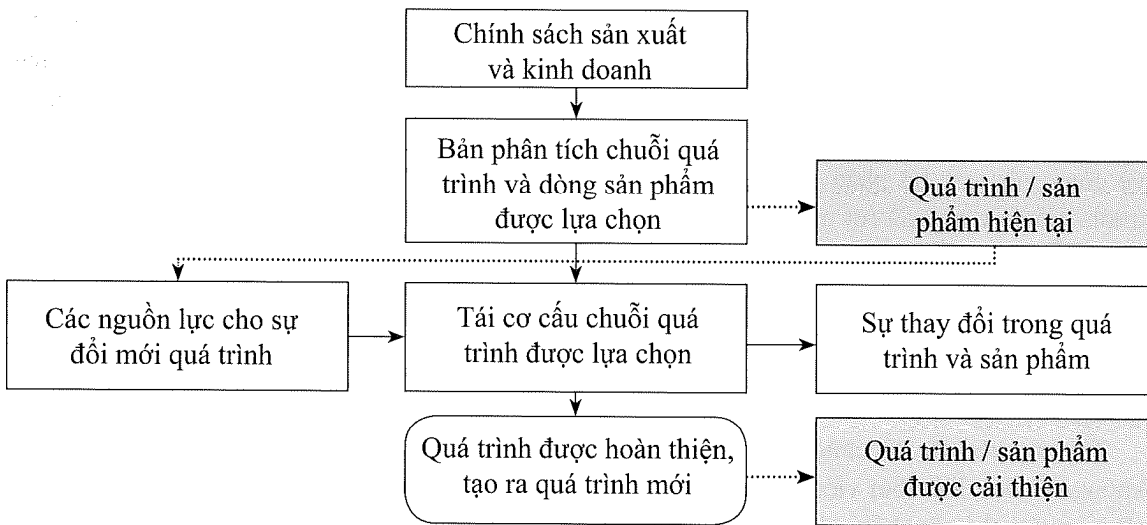 Chính sách sản xuất
và kinh doanh
Bản phân tích chuỗi quá
trình và dòng sản phẩm
được lựa chọn
Quá trình / sản
phẩm hiện tại
Các nguồn lực cho sự
đổi mới quá trình
Tái cơ cấu chuỗi quá
trình được lựa chọn
Sự thay đổi trong quá
trình và sản phẩm
Quá trình được hoàn thiện,
tạo ra quá trình mới
Quá trình / sản phẩm
được cải thiện